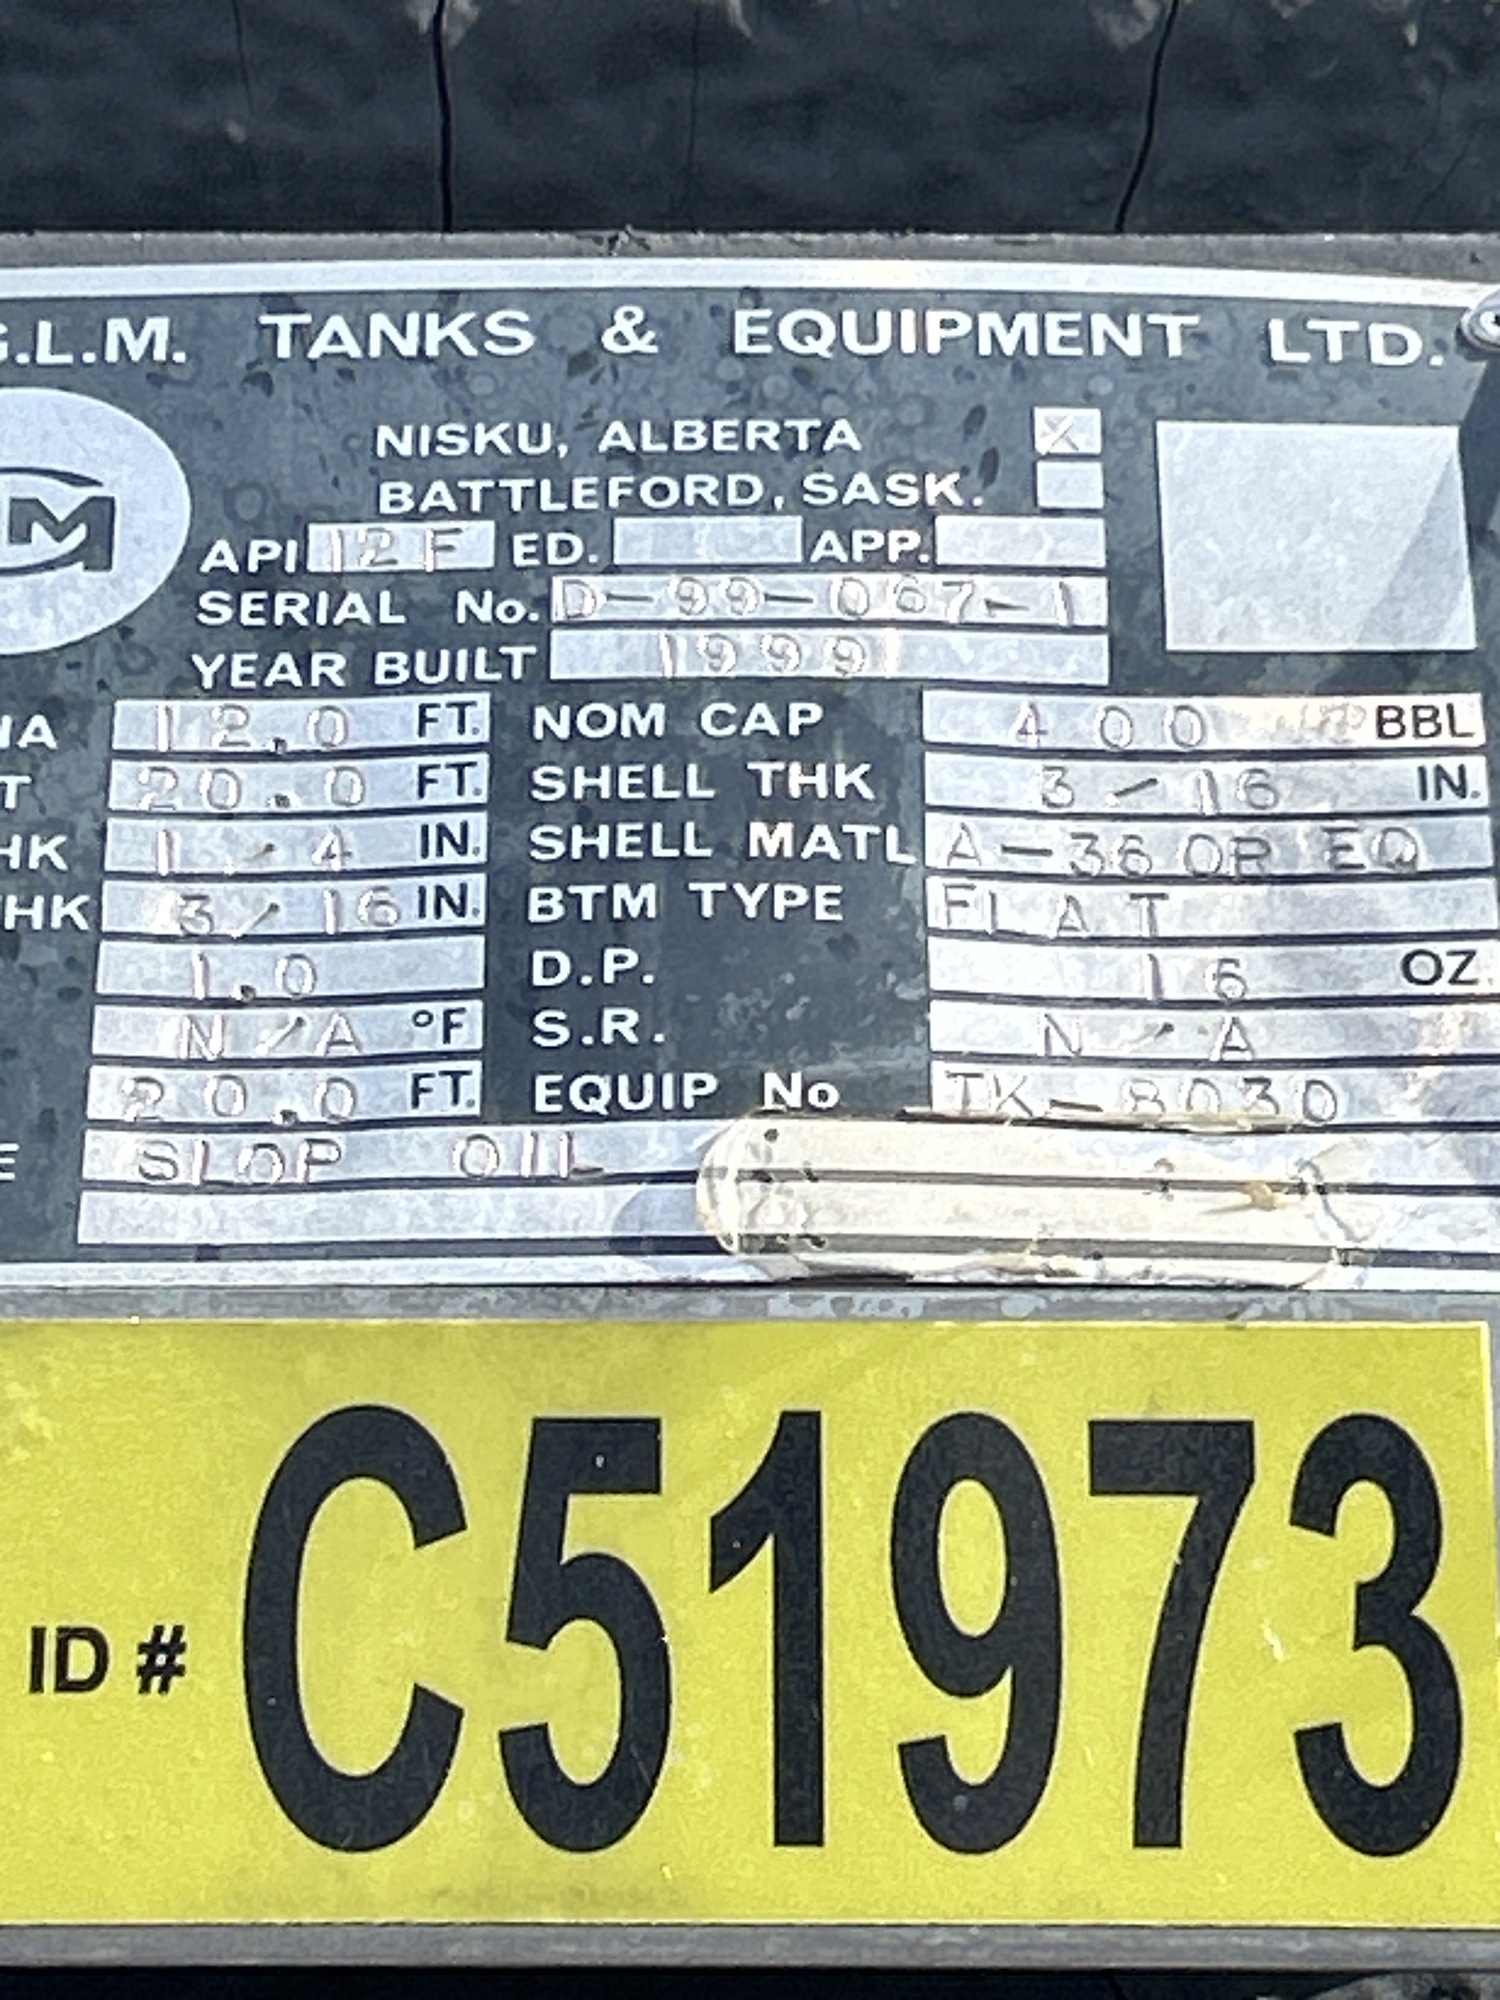 G.L.M. TANKS & EQUIPMENT LTD.
M
NISKU, ALBERTA X
BATTLEFORD, SASK.
API 12 F ED. APP.
SERIAL No. D-99-067-1
YEAR BUILT 1999
IA 12.0 FT. NOM CAP 400 BBL
T 20.0 FT. SHELL THK 3/16 IN.
HK 1/4 IN. SHELL MATL A-36 OR EQ
HK 3/16 IN. BTM TYPE FLAT
1.0 D.P. 16 OZ.
N/A °F S.R. N/A
20.0 FT. EQUIP No TK-8030
E SLOP OIL
ID # C51973